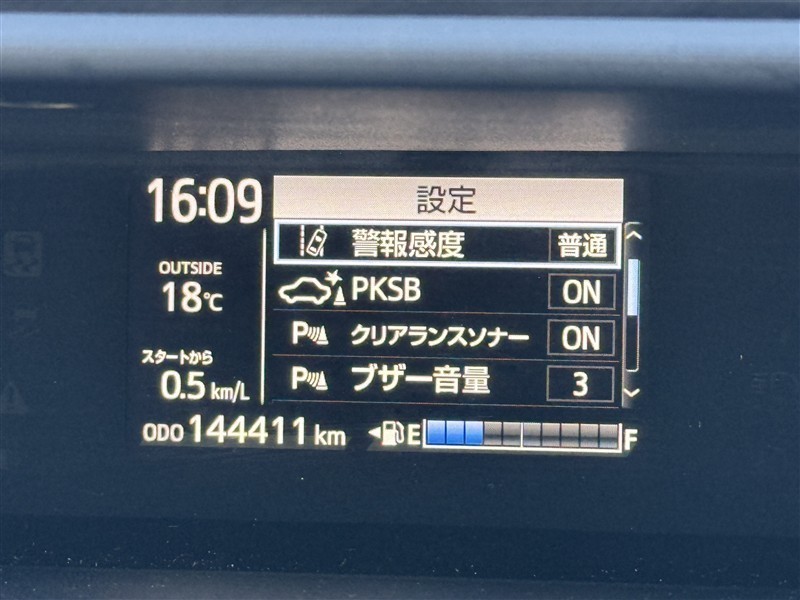 16:09
設定
警報感度 普通
OUTSIDE
18℃
PKSB ON
P クリアランスソナー ON
スタートから
0.5 km/L
P ブザー音量 3
ODO 144411 km
E F